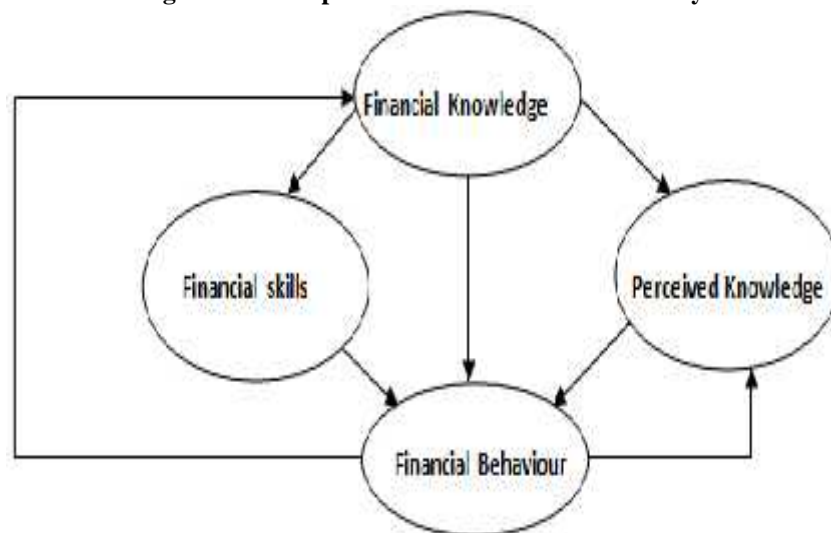 Financial Knowledge
Financial skills
Perceived Knowledge
Financial Behaviour